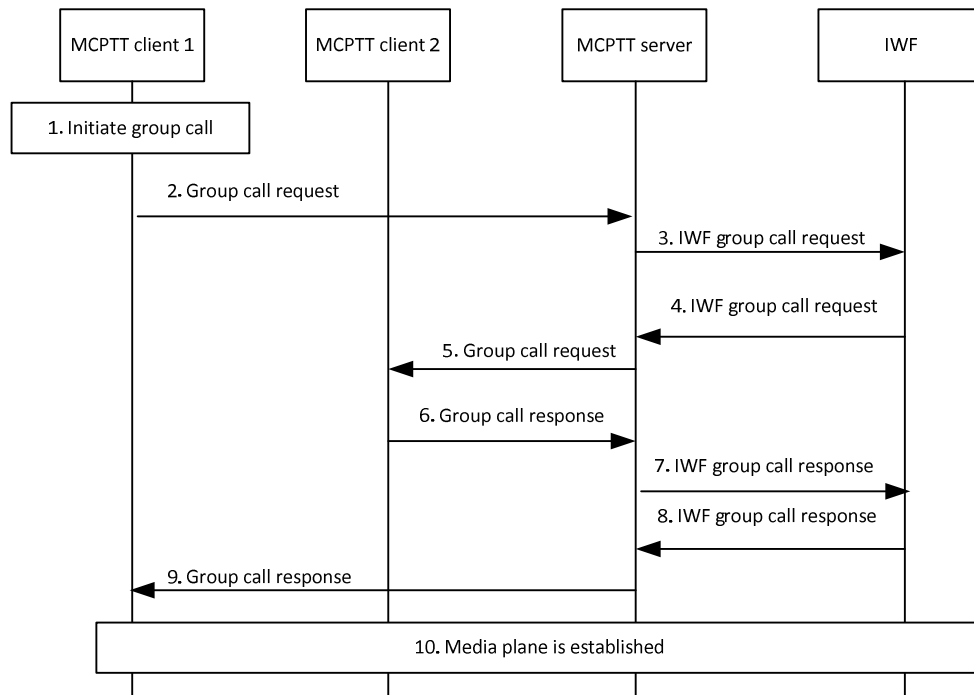 MCPTT client 1
MCPTT client 2
MCPTT server
IWF
1. Initiate group call
2. Group call request
3. IWF group call request
4. IWF group call request
5. Group call request
6. Group call response
7. IWF group call response
8. IWF group call response
9. Group call response
10. Media plane is established